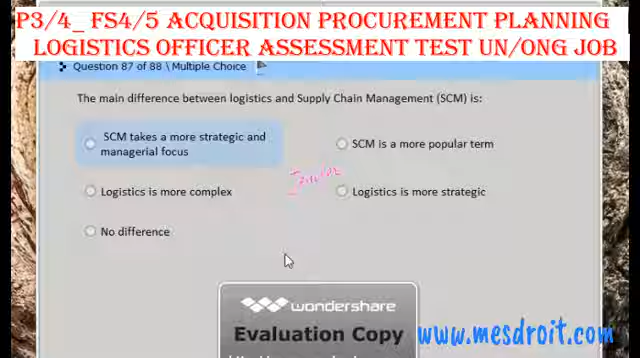 P3/4_ FS4/5 ACQUISITION PROCUREMENT PLANNING
LOGISTICS OFFICER ASSESSMENT TEST UN/ONG JOB
Question 87 of 88 \ Multiple Choice
The main difference between logistics and Supply Chain Management (SCM) is:
SCM takes a more strategic and
managerial focus
SCM is a more popular term
Logistics is more complex
Logistics is more strategic
No difference
wondershare
Evaluation Copy
www.mesdroit.com